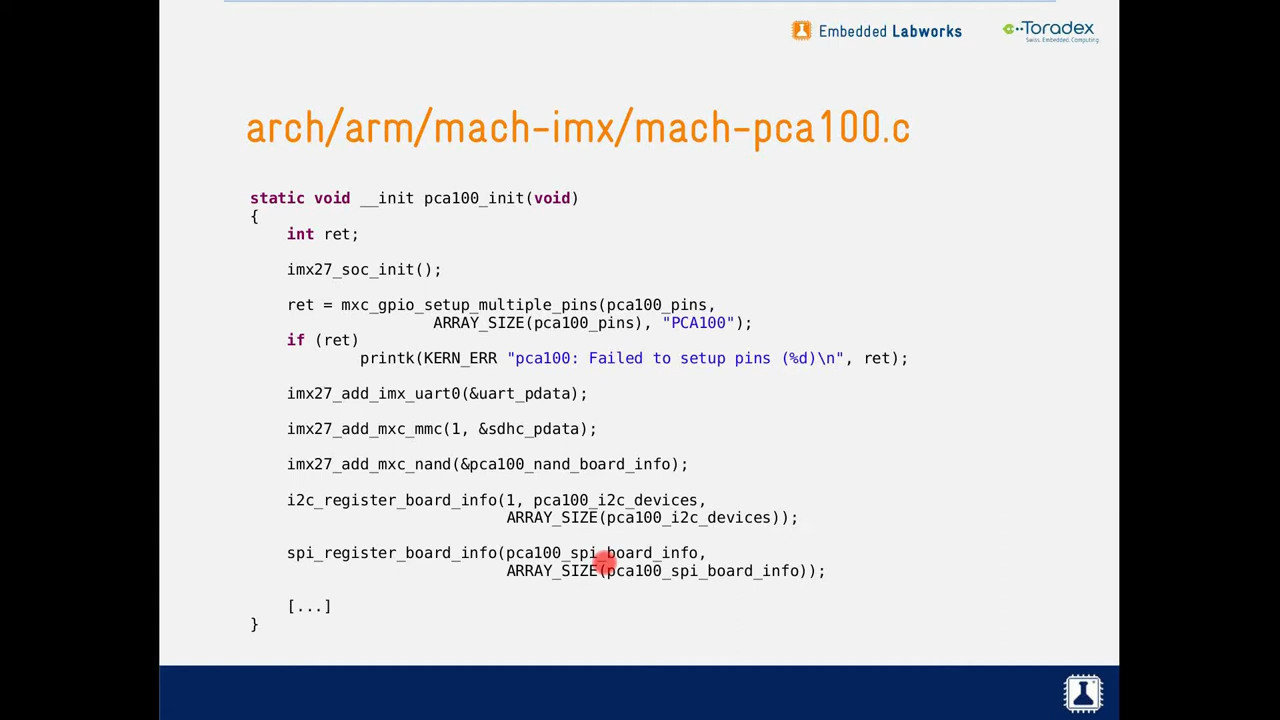 Embedded Labworks
Toradex
Swiss. Embedded. Computing.
arch/arm/mach-imx/mach-pca100.c
static void __init pca100_init(void)
{
    int ret;
    imx27_soc_init();
    ret = mxc_gpio_setup_multiple_pins(pca100_pins,
                    ARRAY_SIZE(pca100_pins), "PCA100");
    if (ret)
            printk(KERN_ERR "pca100: Failed to setup pins (%d)\n", ret);
    imx27_add_imx_uart0(&uart_pdata);
    imx27_add_mxc_mmc(1, &sdhc_pdata);
    imx27_add_mxc_nand(&pca100_nand_board_info);
    i2c_register_board_info(1, pca100_i2c_devices,
                            ARRAY_SIZE(pca100_i2c_devices));
    spi_register_board_info(pca100_spi_board_info,
                            ARRAY_SIZE(pca100_spi_board_info));
    [...]
}